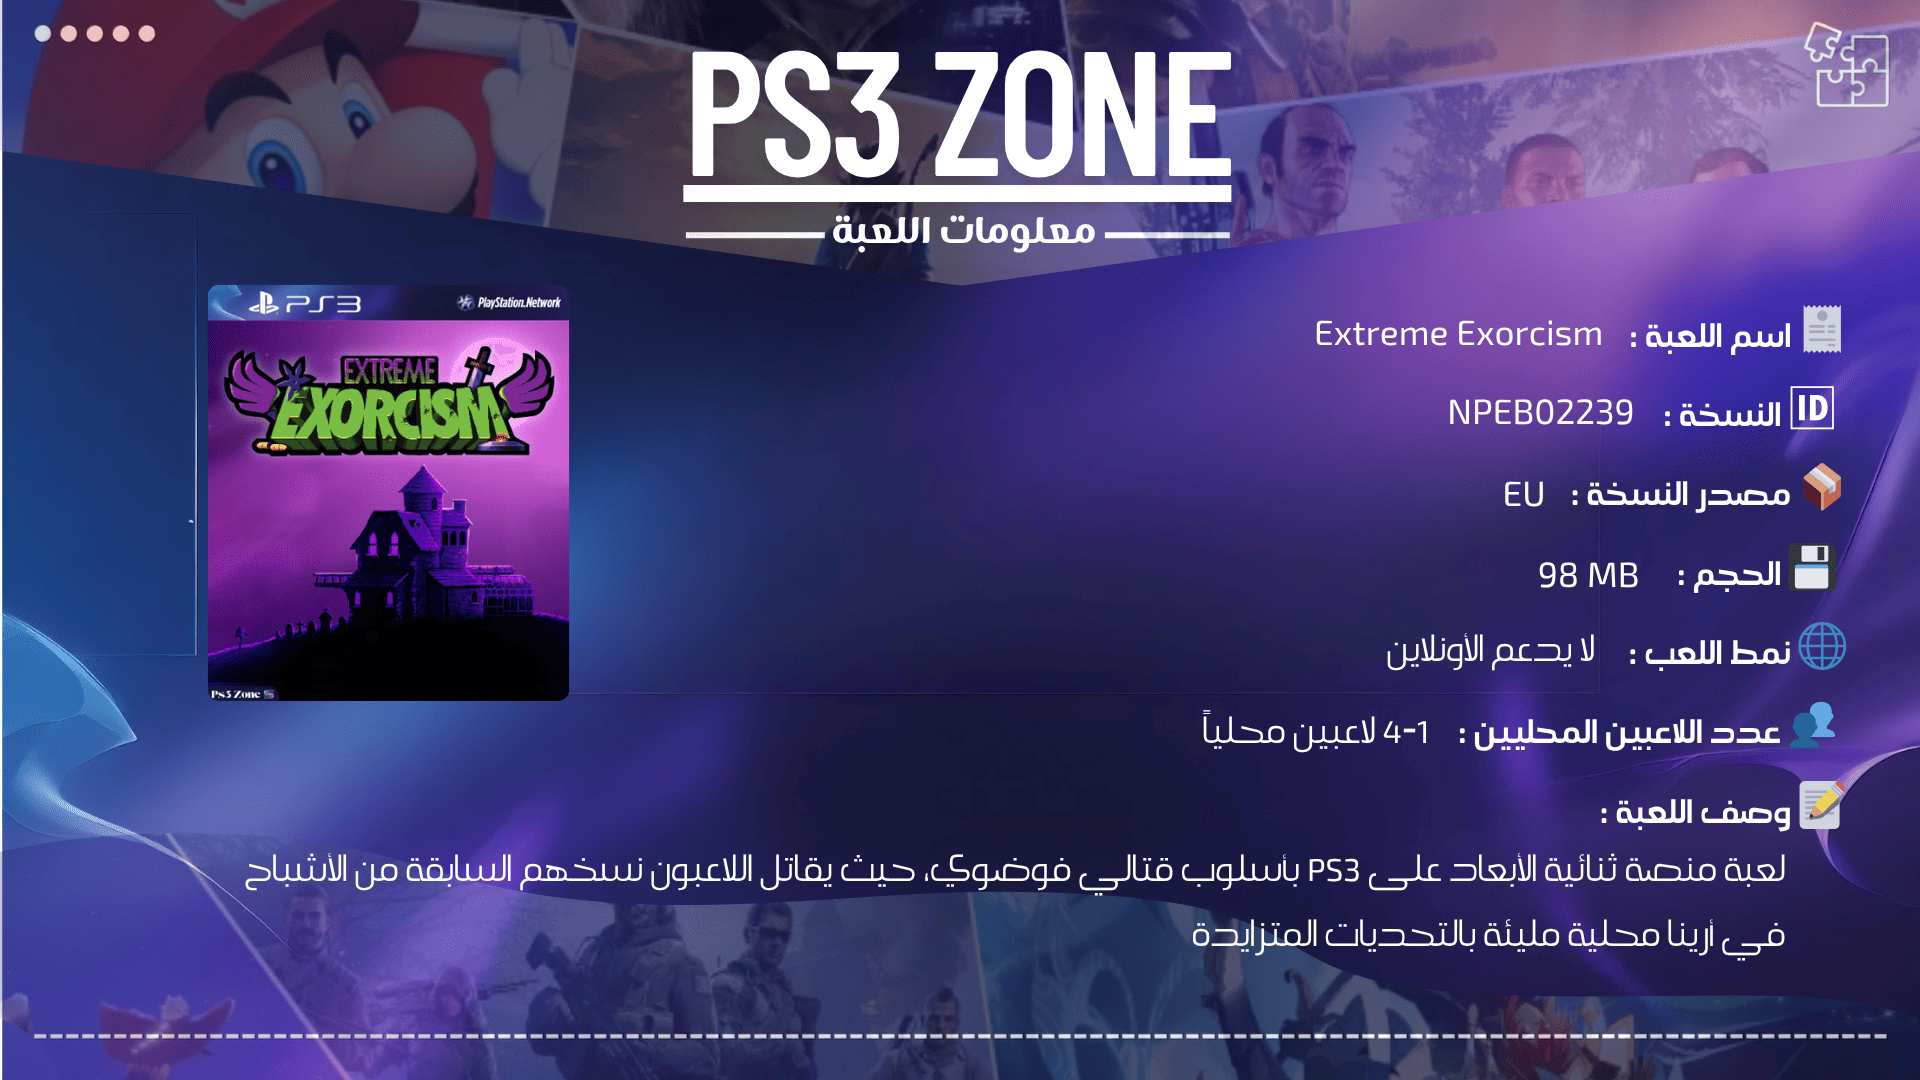 PS3 ZONE
معلومات اللعبة
PS3 PlayStation.Network
EXTREME
EXORCISM
Ps3 Zone
اسم اللعبة : Extreme Exorcism
ID النسخة : NPEB02239
مصدر النسخة : EU
الحجم : 98 MB
نمط اللعب : لا يدعم الأونلاين
عدد اللاعبين المحليين : 1-4 لاعبين محلياً
وصف اللعبة :
لعبة منصة ثنائية الأبعاد على PS3 بأسلوب قتالي فوضوي، حيث يقاتل اللاعبون نسخهم السابقة من الأشباح
في أرينا محلية مليئة بالتحديات المتزايدة